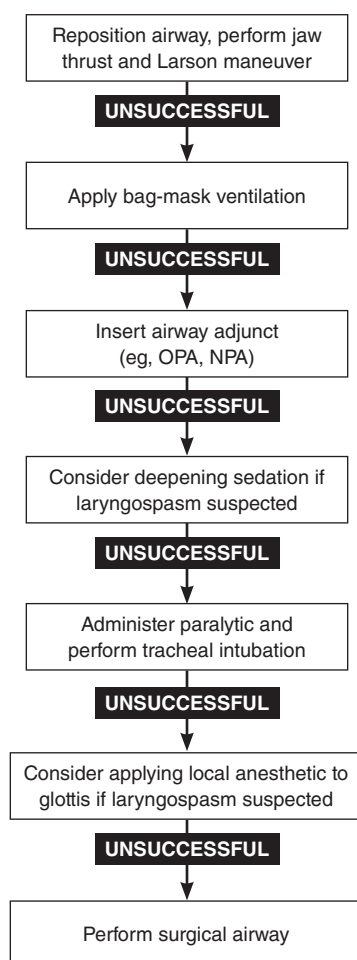 Reposition airway, perform jaw
thrust and Larson maneuver
UNSUCCESSFUL
Apply bag-mask ventilation
UNSUCCESSFUL
Insert airway adjunct
(eg, OPA, NPA)
UNSUCCESSFUL
Consider deepening sedation if
laryngospasm suspected
UNSUCCESSFUL
Administer paralytic and
perform tracheal intubation
UNSUCCESSFUL
Consider applying local anesthetic to
glottis if laryngospasm suspected
UNSUCCESSFUL
Perform surgical airway